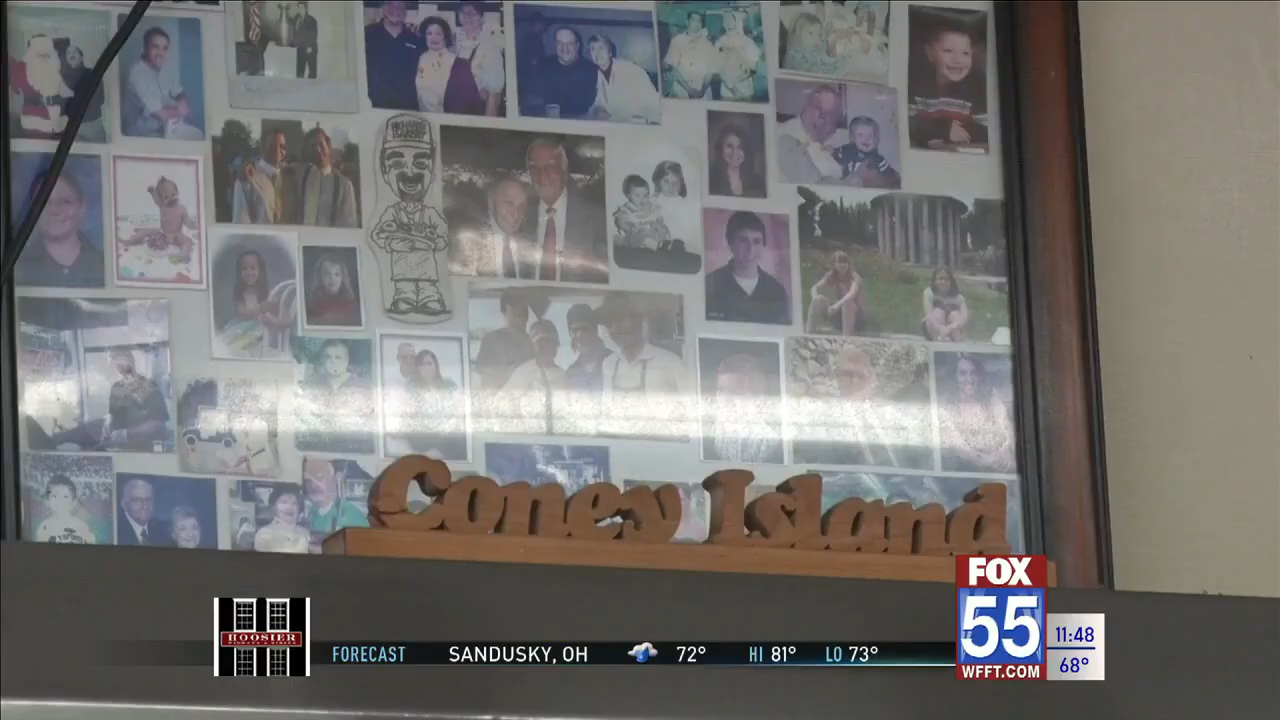 Coney Island
HOOSIER
FORECAST SANDUSKY, OH 72° HI 81° LO 73°
FOX
55
WFFT.COM
11:48
68°